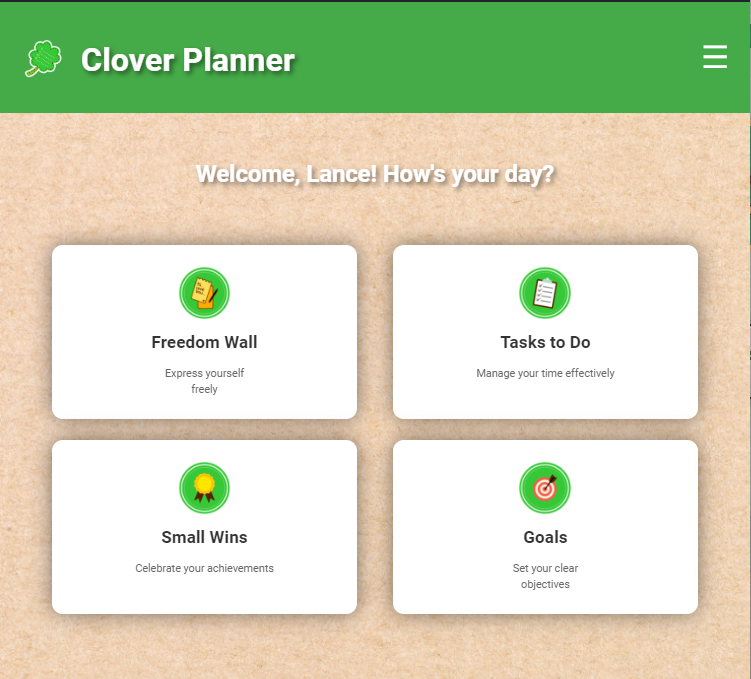 Clover Planner
Welcome, Lance! How's your day?
Freedom Wall
Express yourself
freely
Tasks to Do
Manage your time effectively
Small Wins
Celebrate your achievements
Goals
Set your clear
objectives